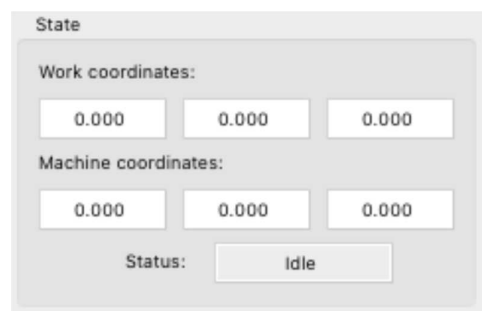 State
Work coordinates:
0.000 0.000 0.000
Machine coordinates:
0.000 0.000 0.000
Status: Idle